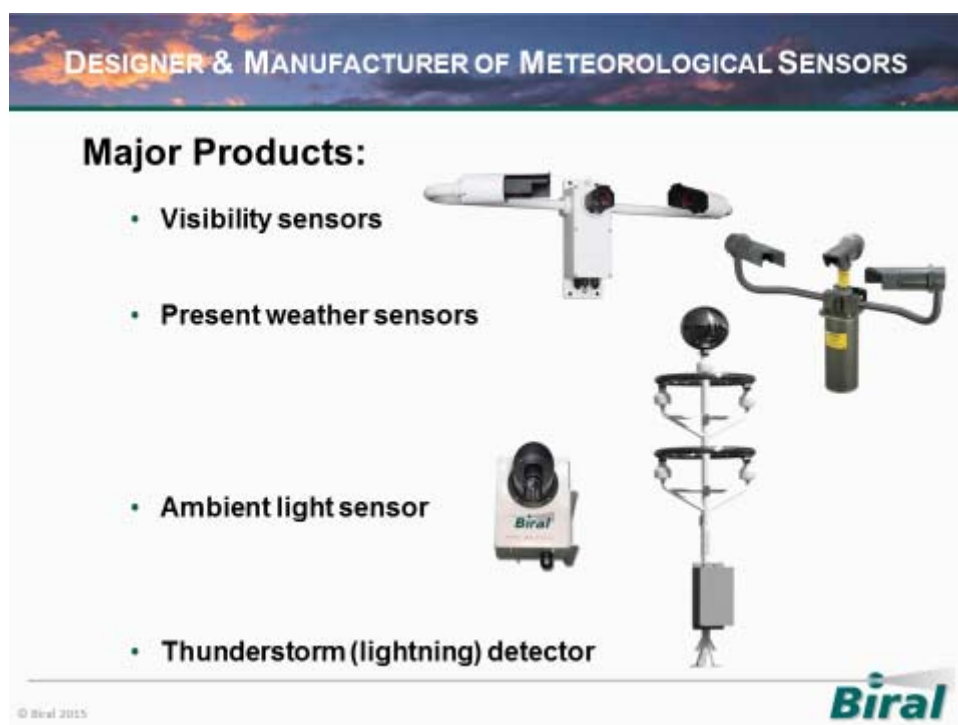 DESIGNER & MANUFACTURER OF METEOROLOGICAL SENSORS
Major Products:
• Visibility sensors
• Present weather sensors
• Ambient light sensor
Biral
• Thunderstorm (lightning) detector
© Biral 2015
Biral